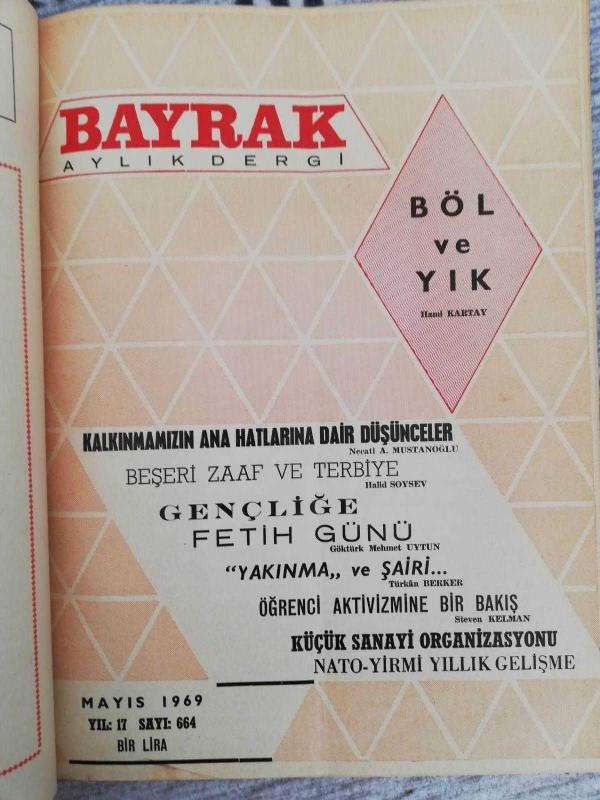 BAYRAK
AYLIK DERGİ
BÖL
ve
YIK
Hami KARTAY
KALKINMAMIZIN ANA HATLARINA DAİR DÜŞÜNCELER
Necati A. MUSTANOĞLU
BEŞERİ ZAAF VE TERBİYE
Halid SOYSEV
GENÇLİĞE
FETİH GÜNÜ
Göktürk Mehmet UYTUN
“YAKINMA„ ve ŞAİRİ...
Türkân BERKER
ÖĞRENCİ AKTİVİZMİNE BİR BAKIŞ
Steven KELMAN
KÜÇÜK SANAYİ ORGANİZASYONU
NATO-YİRMİ YILLIK GELİŞME
MAYIS 1969
YIL: 17 SAYI: 664
BİR LİRA